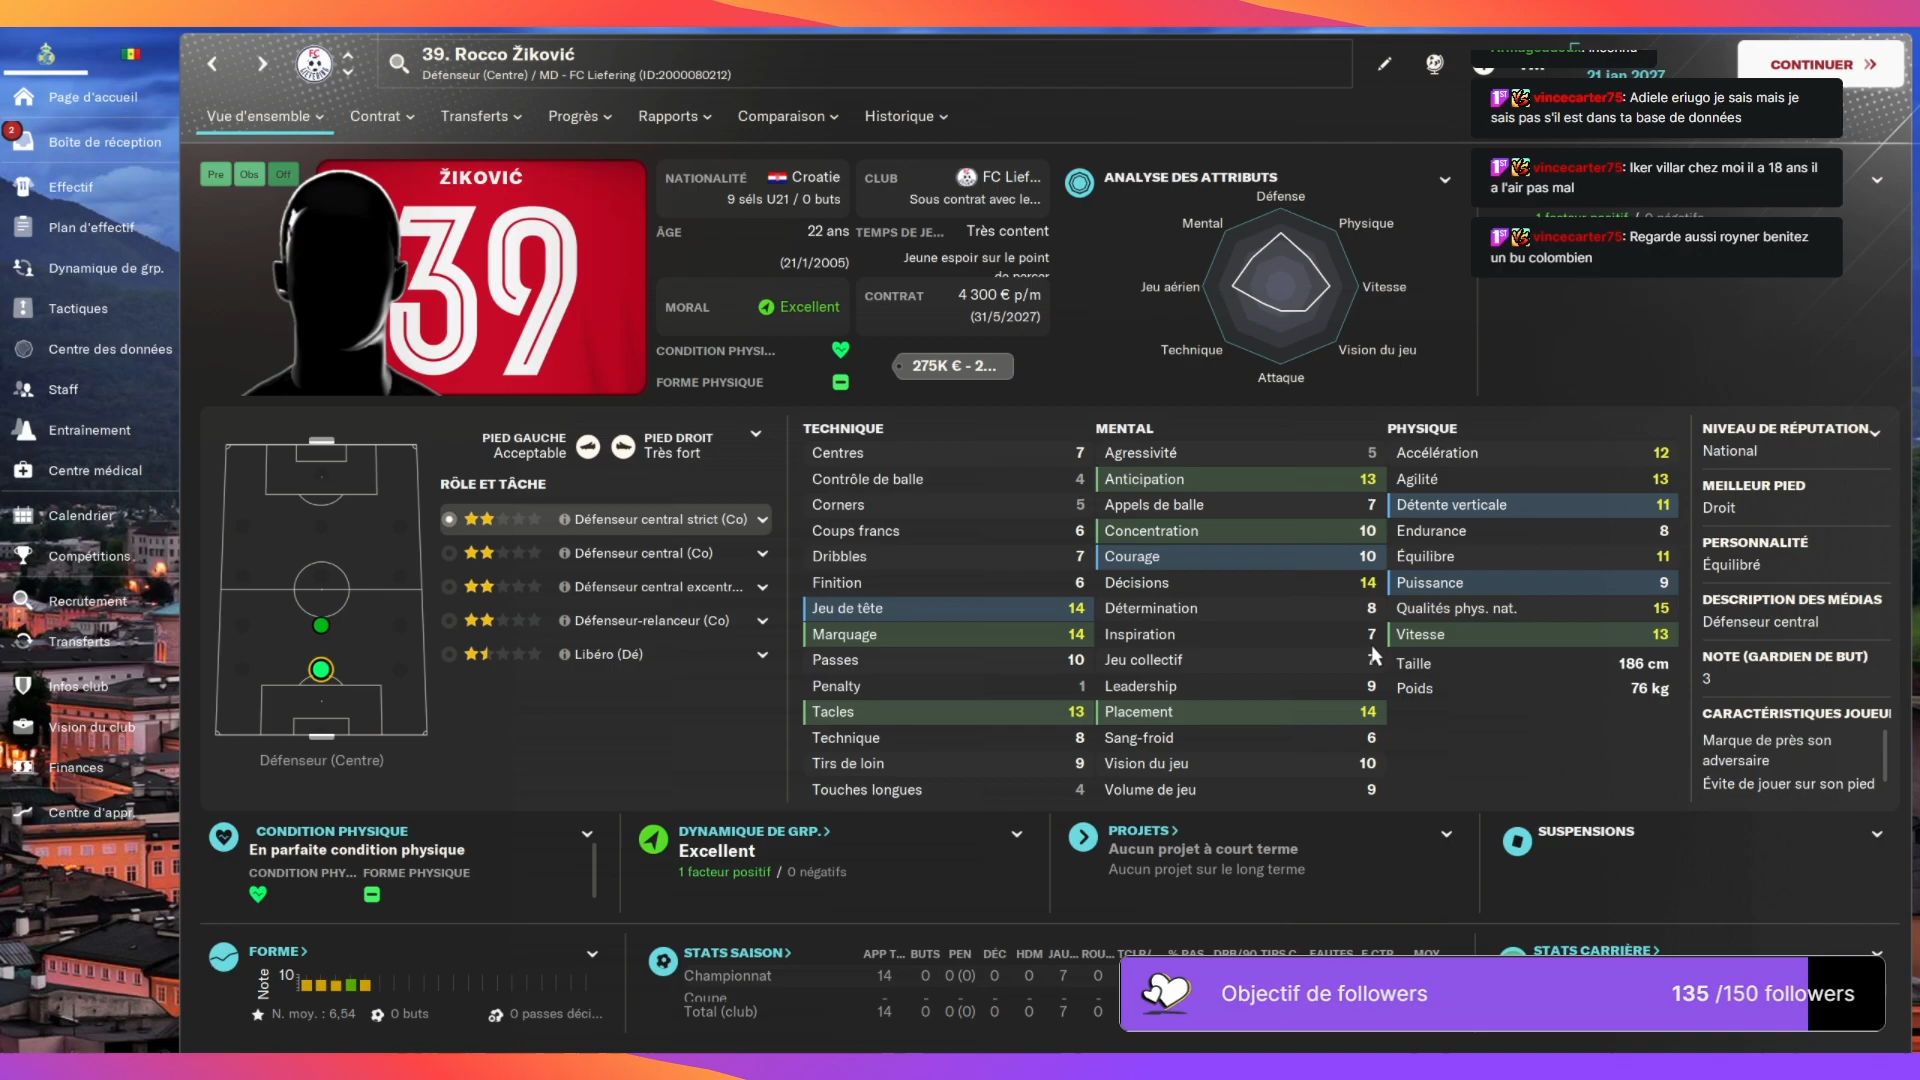 39. Rocco Žiković
Défenseur (Centre) / MD - FC Liefering (ID:2000080212)
21 jan 2027
CONTINUER
vincecarter75: Adiele eriugo je sais mais je
sais pas s'il est dans ta base de données
vincecarter75: Iker villar chez moi il a 18 ans il
a l'air pas mal
vincecarter75: Regarde aussi royner benitez
un bu colombien
Page d'accueil
2
Boîte de réception
Effectif
Plan d'effectif
Dynamique de grp.
Tactiques
Centre des données
Staff
Entraînement
Centre médical
Calendrier
Compétitions
Recrutement
Transferts
Infos club
Vision du club
Finances
Centre d'appr.
Vue d'ensemble
Contrat
Transferts
Progrès
Rapports
Comparaison
Historique
Pre
Obs
Off
ŽIKOVIĆ
39
FC
LIEFERING
NATIONALITÉ
Croatie
9 séls U21 / 0 buts
ÂGE
22 ans
(21/1/2005)
MORAL
Excellent
CONDITION PHYSI...
FORME PHYSIQUE
CLUB
FC Lief...
Sous contrat avec le...
TEMPS DE JE...
Très content
Jeune espoir sur le point
de percer
CONTRAT
4 300 € p/m
(31/5/2027)
275K € - 2...
ANALYSE DES ATTRIBUTS
Défense
Mental
Physique
Jeu aérien
Vitesse
Technique
Vision du jeu
Attaque
Défenseur (Centre)
PIED GAUCHE
Acceptable
PIED DROIT
Très fort
RÔLE ET TÂCHE
Défenseur central strict (Co)
Défenseur central (Co)
Défenseur central excentr...
Défenseur-relanceur (Co)
Libéro (Dé)
TECHNIQUE
Centres 7
Contrôle de balle 4
Corners 5
Coups francs 6
Dribbles 7
Finition 6
Jeu de tête 14
Marquage 14
Passes 10
Penalty 1
Tacles 13
Technique 8
Tirs de loin 9
Touches longues 4
MENTAL
Agressivité 5
Anticipation 13
Appels de balle 7
Concentration 10
Courage 10
Décisions 14
Détermination 8
Inspiration 7
Jeu collectif
Leadership 9
Placement 14
Sang-froid 6
Vision du jeu 10
Volume de jeu 9
PHYSIQUE
Accélération 12
Agilité 13
Détente verticale 11
Endurance 8
Équilibre 11
Puissance 9
Qualités phys. nat. 15
Vitesse 13
Taille 186 cm
Poids 76 kg
NIVEAU DE RÉPUTATION
National
MEILLEUR PIED
Droit
PERSONNALITÉ
Équilibré
DESCRIPTION DES MÉDIAS
Défenseur central
NOTE (GARDIEN DE BUT)
3
CARACTÉRISTIQUES JOUEU
Marque de près son
adversaire
Évite de jouer sur son pied
CONDITION PHYSIQUE
En parfaite condition physique
CONDITION PHY... FORME PHYSIQUE
DYNAMIQUE DE GRP.
Excellent
1 facteur positif / 0 négatifs
PROJETS
Aucun projet à court terme
Aucun projet sur le long terme
SUSPENSIONS
FORME
Note
10
N. moy. : 6,54
0 buts
0 passes déci...
STATS SAISON
APP T... BUTS PEN DÉC HDM JAU... ROU...
Championnat 14 0 0 (0) 0 0 7 0
Coupe - - - - - - -
Total (club) 14 0 0 (0) 0 0 7 0
STATS CARRIÈRE
Objectif de followers
135 /150 followers